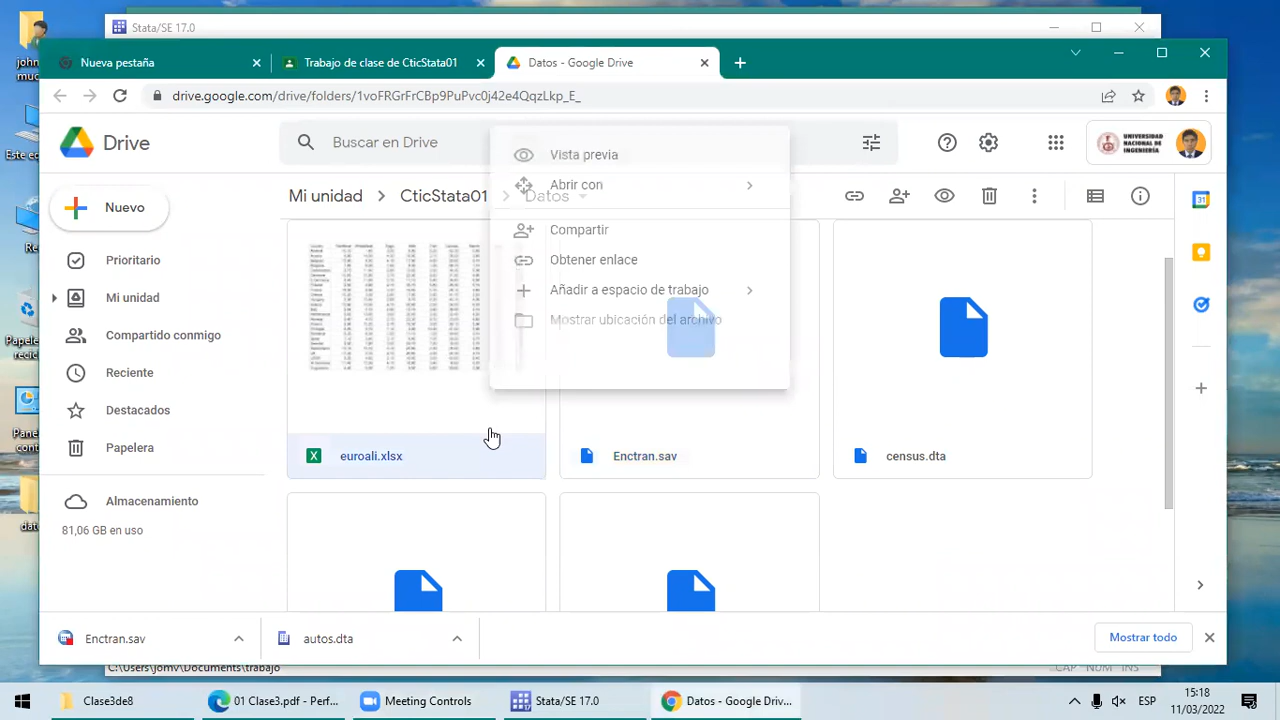 Stata/SE 17.0
Nueva pestaña
Trabajo de clase de CticStata01
Datos - Google Drive
drive.google.com/drive/folders/1voFRGrFrCBp9PuPvc0j42e4QqzLkp_E_
Drive
Buscar en Drive
UNIVERSIDAD
NACIONAL DE
INGENIERÍA
Mi unidad
CticStata01
Datos
Nuevo
Prioritario
Mi unidad
Compartido conmigo
Reciente
Destacados
Papelera
Almacenamiento
81,06 GB en uso
Vista previa
Abrir con
Compartir
Obtener enlace
Añadir a espacio de trabajo
Mostrar ubicación del archivo
euroali.xlsx
Enctran.sav
census.dta
Enctran.sav
autos.dta
Mostrar todo
C:\Users\jomv\Documents\trabajo
CAP NUM INS
Clase3de8
01 Clase3.pdf - Perf...
Meeting Controls
Stata/SE 17.0
Datos - Google Driv...
ESP
15:18
11/03/2022